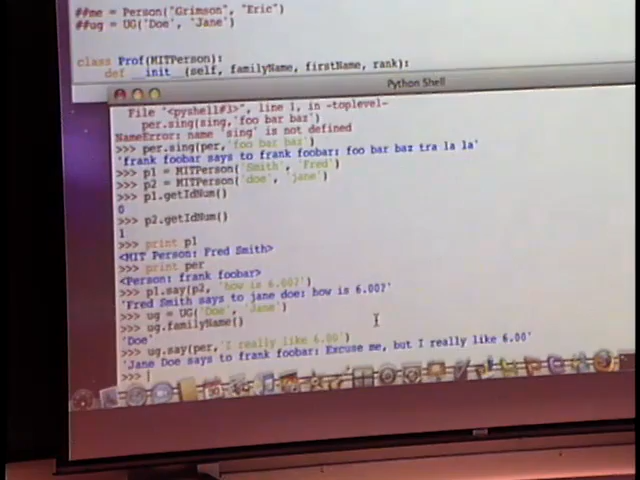 ##me = Person("Grimson", "Eric")
##ug = UG('Doe', 'Jane')
class Prof(MITPerson):
def __init__(self, familyName, firstName, rank):
Python Shell
File "<pyshell#3>", line 1, in -toplevel-
per.sing(sing,'foo bar baz')
NameError: name 'sing' is not defined
>>> per.sing(per,'foo bar baz')
'frank foobar says to frank foobar: foo bar baz tra la la'
>>> p1 = MITPerson('Smith', 'Fred')
>>> p2 = MITPerson('doe', 'jane')
>>> p1.getIdNum()
0
>>> p2.getIdNum()
1
>>> print p1
<MIT Person: Fred Smith>
>>> print per
<Person: frank foobar>
>>> p1.say(p2, 'how is 6.00?')
'Fred Smith says to jane doe: how is 6.00?'
>>> ug = UG('Doe', 'Jane')
>>> ug.familyName()
'Doe'
>>> ug.say(per,'I really like 6.00')
'Jane Doe says to frank foobar: Excuse me, but I really like 6.00'
>>>